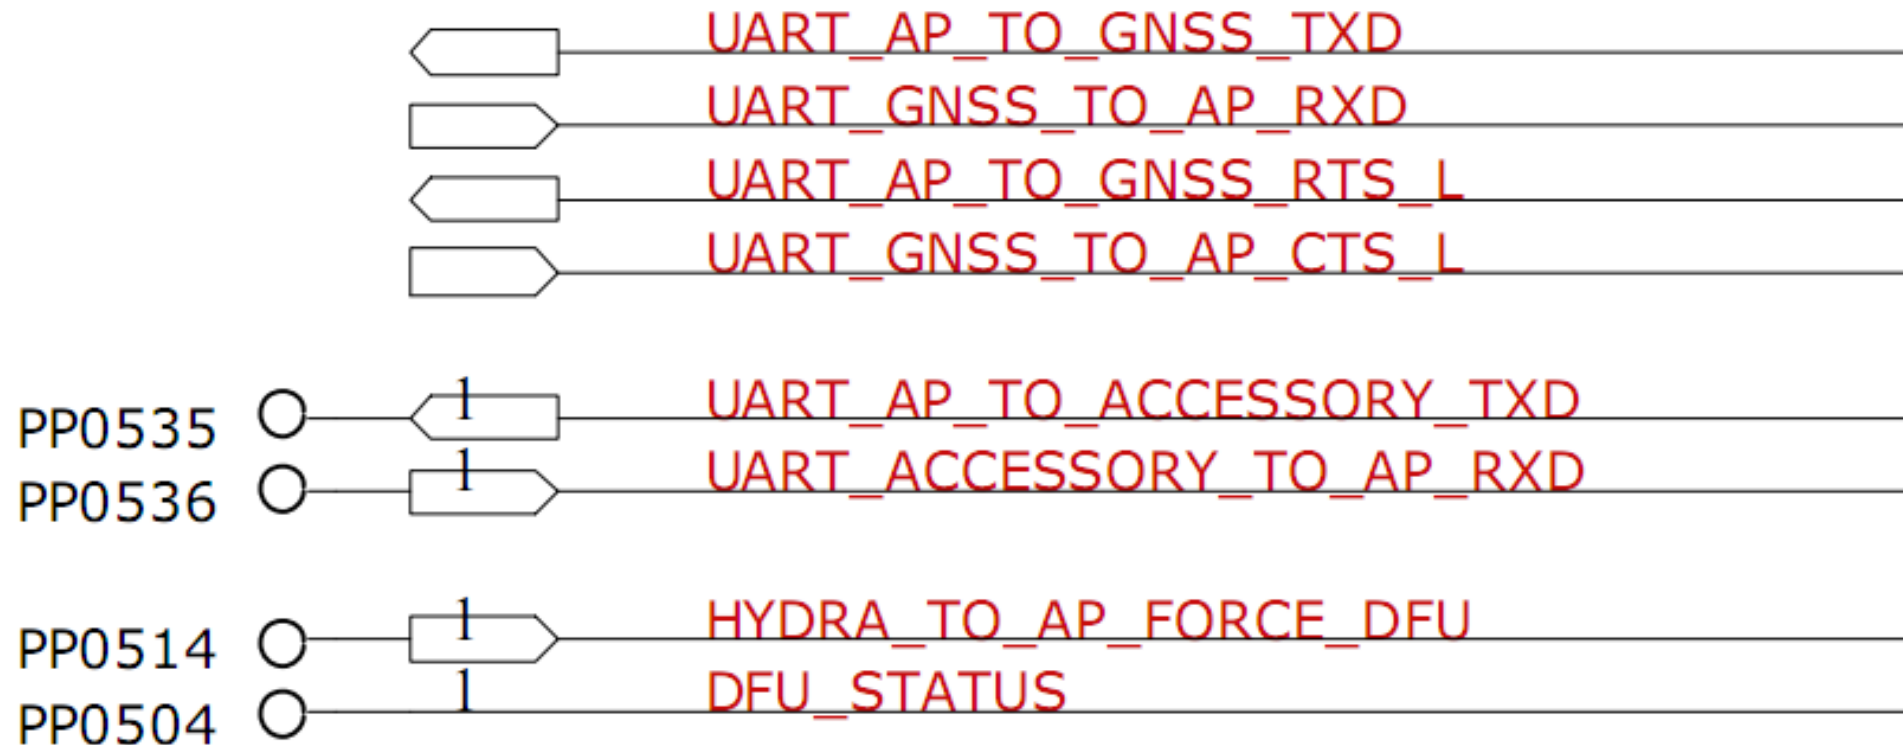 UART_AP_TO_GNSS_TXD
UART_GNSS_TO_AP_RXD
UART_AP_TO_GNSS_RTS_L
UART_GNSS_TO_AP_CTS_L
PP0535 1 UART_AP_TO_ACCESSORY_TXD
PP0536 1 UART_ACCESSORY_TO_AP_RXD
PP0514 1 HYDRA_TO_AP_FORCE_DFU
PP0504 1 DFU_STATUS